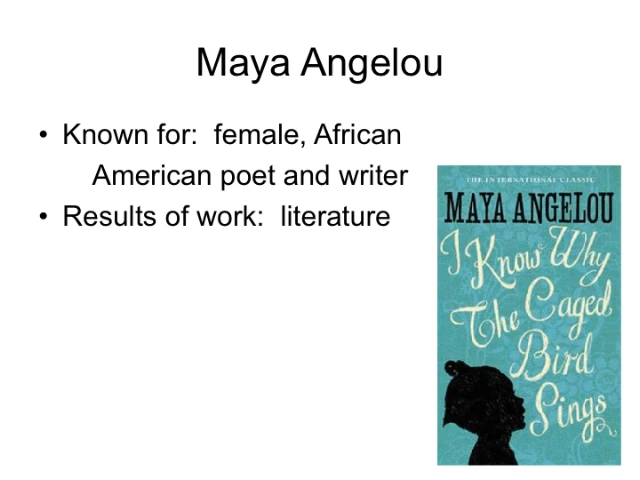 Maya Angelou
• Known for: female, African
American poet and writer
• Results of work: literature
THE INTERNATIONAL CLASSIC
MAYA ANGELOU
I Know Why
The Caged
Bird
Sings